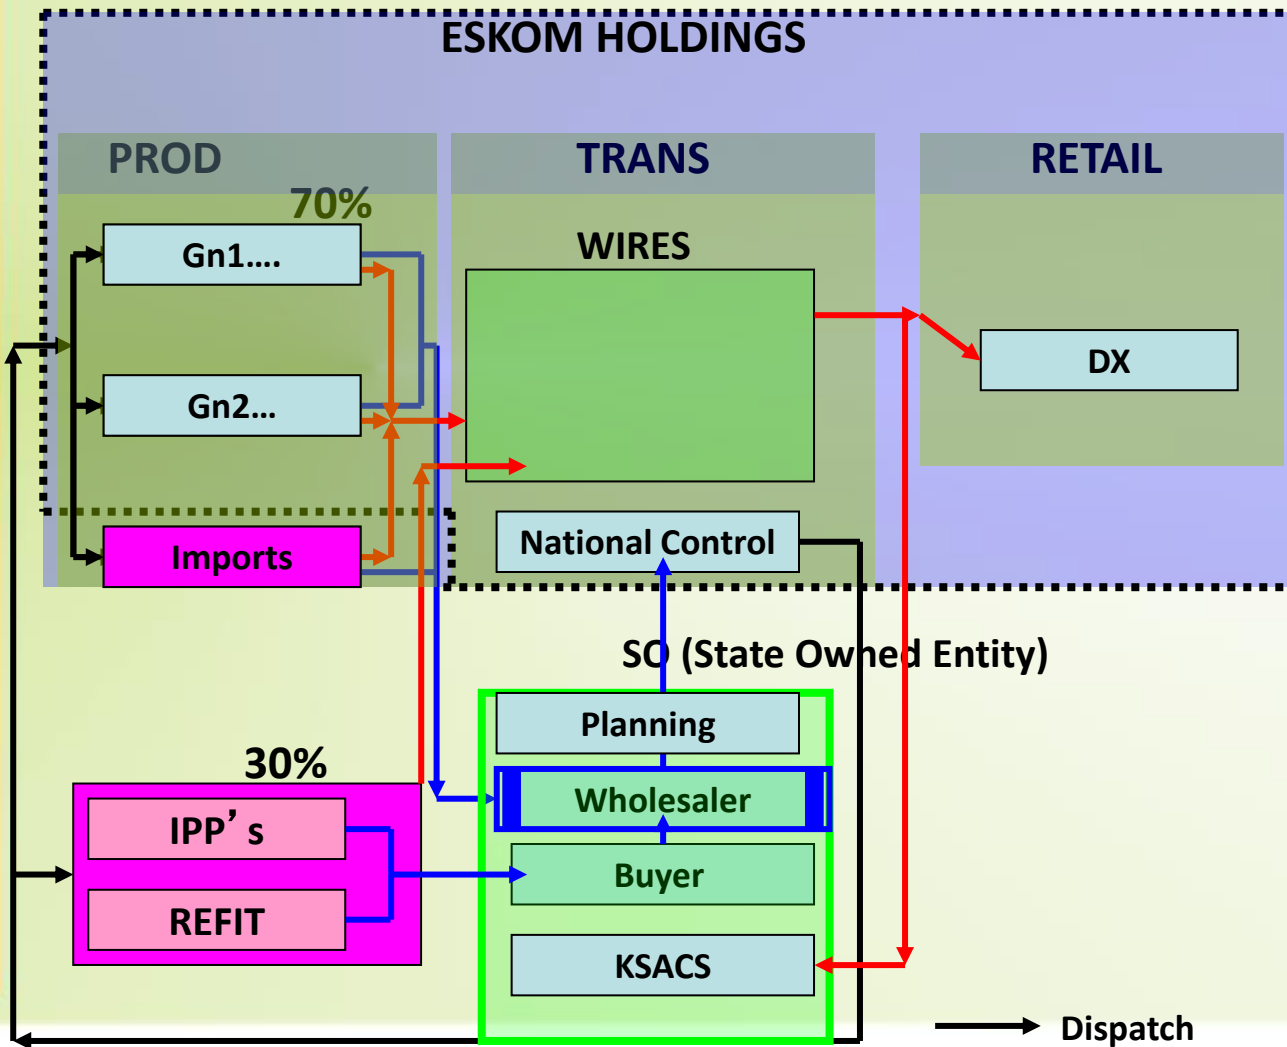 ESKOM HOLDINGS
PROD
TRANS
RETAIL
70%
Gn1....
WIRES
DX
Gn2...
National Control
Imports
SO (State Owned Entity)
Planning
30%
Wholesaler
IPP’ s
Buyer
REFIT
KSACS
Dispatch